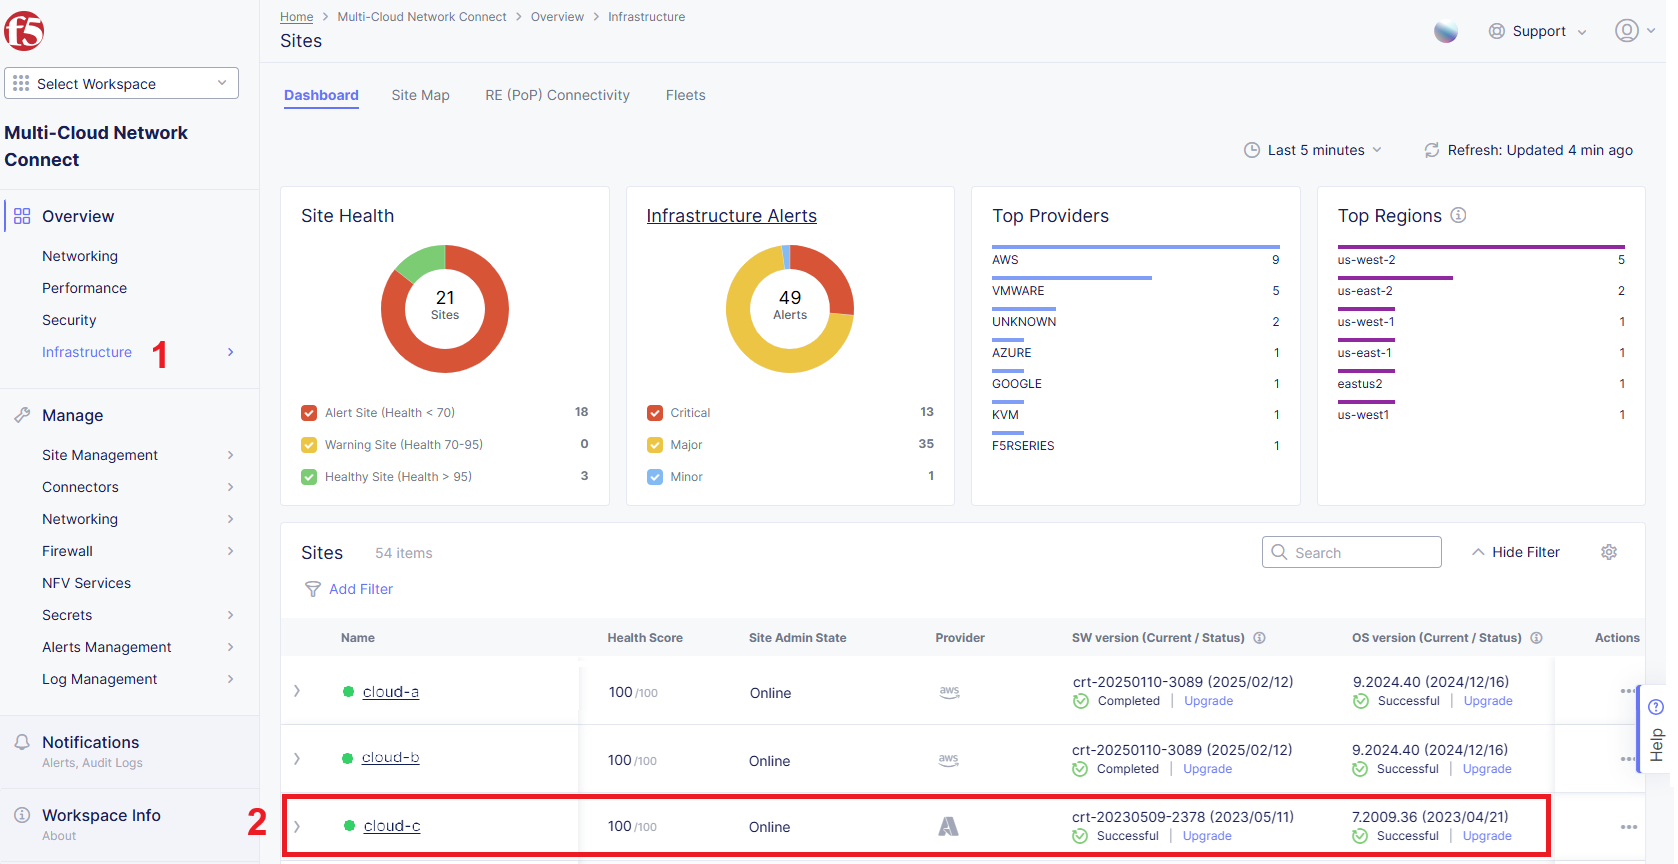 f5
Home > Multi-Cloud Network Connect > Overview > Infrastructure
Sites
Support
Select Workspace
Multi-Cloud Network
Connect
Overview
Networking
Performance
Security
Infrastructure
1
Manage
Site Management
Connectors
Networking
Firewall
NFV Services
Secrets
Alerts Management
Log Management
Notifications
Alerts, Audit Logs
Workspace Info
About
Dashboard Site Map RE (PoP) Connectivity Fleets
Last 5 minutes Refresh: Updated 4 min ago
Site Health
21
Sites
Alert Site (Health < 70) 18
Warning Site (Health 70-95) 0
Healthy Site (Health > 95) 3
Infrastructure Alerts
49
Alerts
Critical 13
Major 35
Minor 1
Top Providers
AWS 9
VMWARE 5
UNKNOWN 2
AZURE 1
GOOGLE 1
KVM 1
F5RSERIES 1
Top Regions
us-west-2 5
us-east-2 2
us-west-1 1
us-east-1 1
eastus2 1
us-west1 1
Sites 54 items
Search
Hide Filter
Add Filter
Name Health Score Site Admin State Provider SW version (Current / Status) OS version (Current / Status) Actions
cloud-a 100 /100 Online aws crt-20250110-3089 (2025/02/12) 9.2024.40 (2024/12/16)
Completed | Upgrade Successful | Upgrade
cloud-b 100 /100 Online aws crt-20250110-3089 (2025/02/12) 9.2024.40 (2024/12/16)
Completed | Upgrade Successful | Upgrade
2
cloud-c 100 /100 Online crt-20230509-2378 (2023/05/11) 7.2009.36 (2023/04/21)
Successful | Upgrade Successful | Upgrade
Help